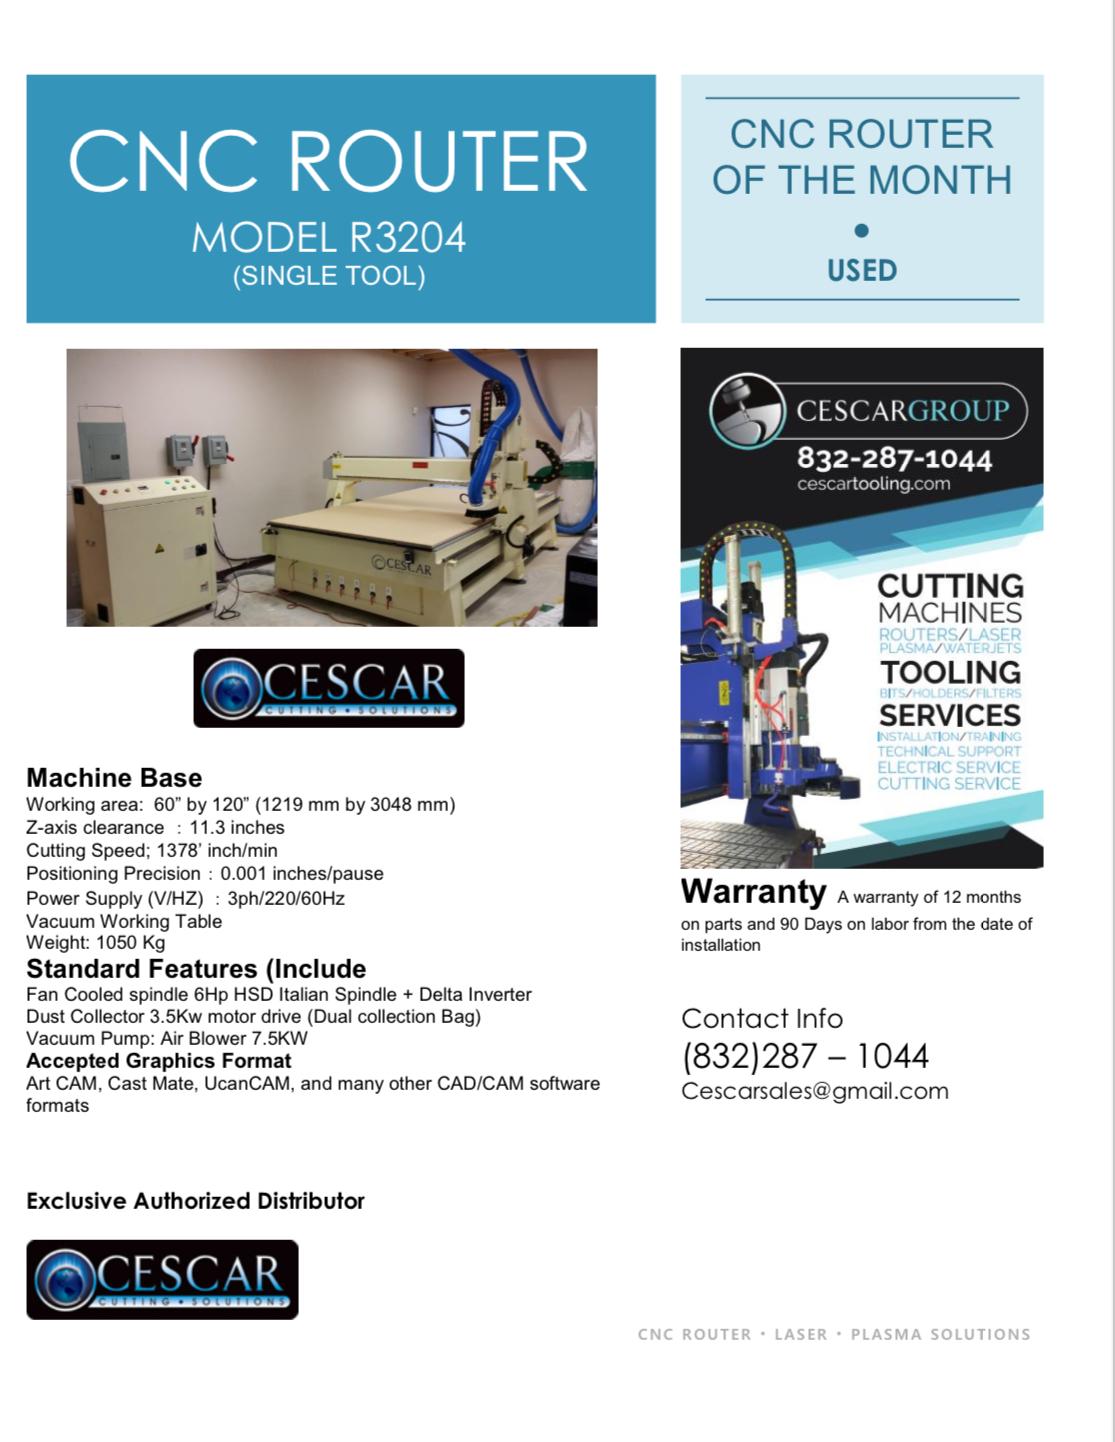 CNC ROUTER
MODEL R3204
(SINGLE TOOL)
CNC ROUTER
OF THE MONTH
•
USED
CESCAR
CESCAR
CUTTING • SOLUTIONS
Machine Base
Working area:  60” by 120” (1219 mm by 3048 mm)
Z-axis clearance  : 11.3 inches
Cutting Speed; 1378’ inch/min
Positioning Precision : 0.001 inches/pause
Power Supply (V/HZ)  : 3ph/220/60Hz
Vacuum Working Table
Weight: 1050 Kg
Standard Features (Include
Fan Cooled spindle 6Hp HSD Italian Spindle + Delta Inverter
Dust Collector 3.5Kw motor drive (Dual collection Bag)
Vacuum Pump: Air Blower 7.5KW
Accepted Graphics Format
Art CAM, Cast Mate, UcanCAM, and many other CAD/CAM software
formats
Exclusive Authorized Distributor
CESCAR
CUTTING • SOLUTIONS
CESCARGROUP
832-287-1044
cescartooling.com
CUTTING
MACHINES
ROUTERS/LASER
PLASMA/WATERJETS
TOOLING
BITS/HOLDERS/FILTERS
SERVICES
INSTALLATION/TRAINING
TECHNICAL SUPPORT
ELECTRIC SERVICE
CUTTING SERVICE
Warranty A warranty of 12 months
on parts and 90 Days on labor from the date of
installation
Contact Info
(832)287 – 1044
Cescarsales@gmail.com
CNC ROUTER • LASER • PLASMA SOLUTIONS